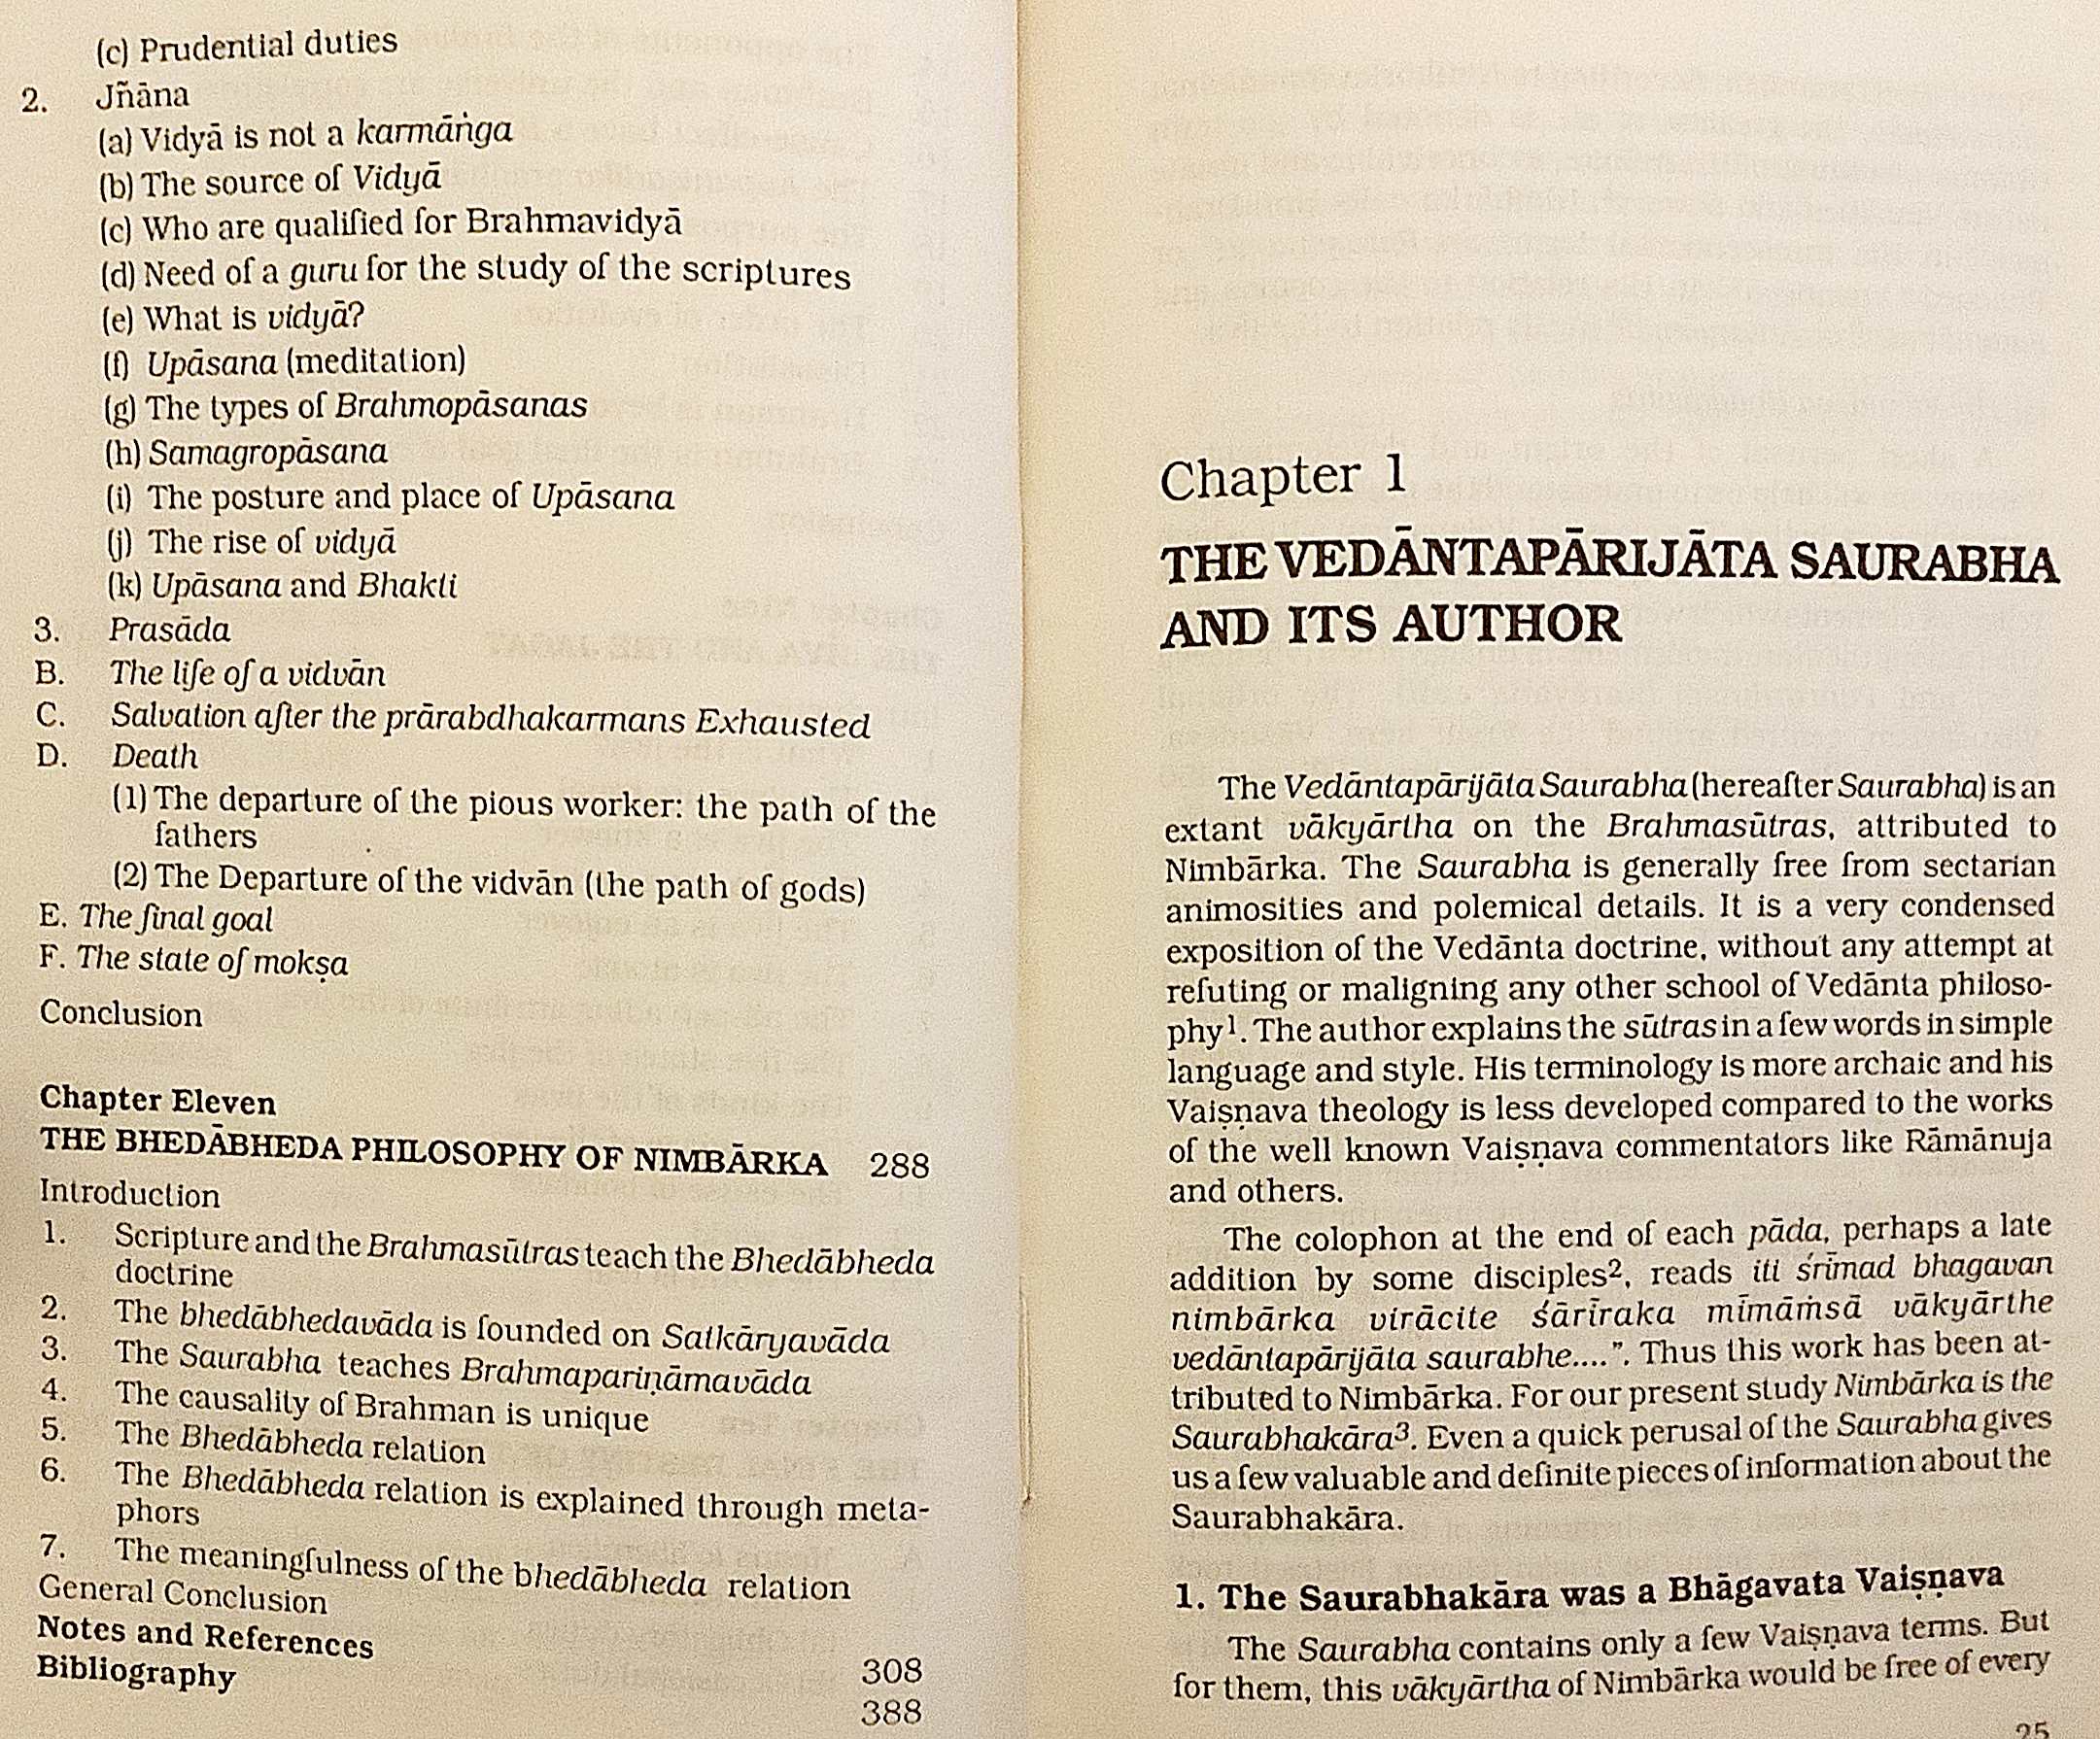 (c) Prudential duties
2. Jñāna
(a) Vidyā is not a karmāṅga
(b) The source of Vidyā
(c) Who are qualified for Brahmavidyā
(d) Need of a guru for the study of the scriptures
(e) What is vidyā?
(f) Upāsana (meditation)
(g) The types of Brahmopāsanas
(h) Samagropāsana
(i) The posture and place of Upāsana
(j) The rise of vidyā
(k) Upāsana and Bhakti
3. Prasāda
B. The life of a vidvān
C. Salvation after the prārabdhakarmans Exhausted
D. Death
(1) The departure of the pious worker: the path of the
fathers
(2) The Departure of the vidvān (the path of gods)
E. The final goal
F. The state of mokṣa
Conclusion
Chapter Eleven
THE BHEDĀBHEDA PHILOSOPHY OF NIMBĀRKA 288
Introduction
1. Scripture and the Brahmasūtras teach the Bhedābheda
doctrine
2. The bhedābhedavāda is founded on Satkāryavāda
3. The Saurabha teaches Brahmapariṇāmavāda
4. The causality of Brahman is unique
5. The Bhedābheda relation
6. The Bhedābheda relation is explained through meta-
phors
7. The meaningfulness of the bhedābheda relation
General Conclusion
Notes and References 308
Bibliography 388
Chapter 1
THE VEDĀNTAPĀRIJĀTA SAURABHA
AND ITS AUTHOR
The Vedāntapārijāta Saurabha (hereafter Saurabha) is an
extant vākyārtha on the Brahmasūtras, attributed to
Nimbārka. The Saurabha is generally free from sectarian
animosities and polemical details. It is a very condensed
exposition of the Vedānta doctrine, without any attempt at
refuting or maligning any other school of Vedānta philoso-
phy¹. The author explains the sūtras in a few words in simple
language and style. His terminology is more archaic and his
Vaiṣṇava theology is less developed compared to the works
of the well known Vaiṣṇava commentators like Rāmānuja
and others.
The colophon at the end of each pāda, perhaps a late
addition by some disciples², reads iti śrīmad bhagavan
nimbārka virācite śārīraka mīmāṁsā vākyārthe
vedāntapārijāta saurabhe....”. Thus this work has been at-
tributed to Nimbārka. For our present study Nimbārka is the
Saurabhakāra³. Even a quick perusal of the Saurabha gives
us a few valuable and definite pieces of information about the
Saurabhakāra.
1. The Saurabhakāra was a Bhāgavata Vaiṣṇava
The Saurabha contains only a few Vaiṣṇava terms. But
for them, this vākyārtha of Nimbārka would be free of every
25